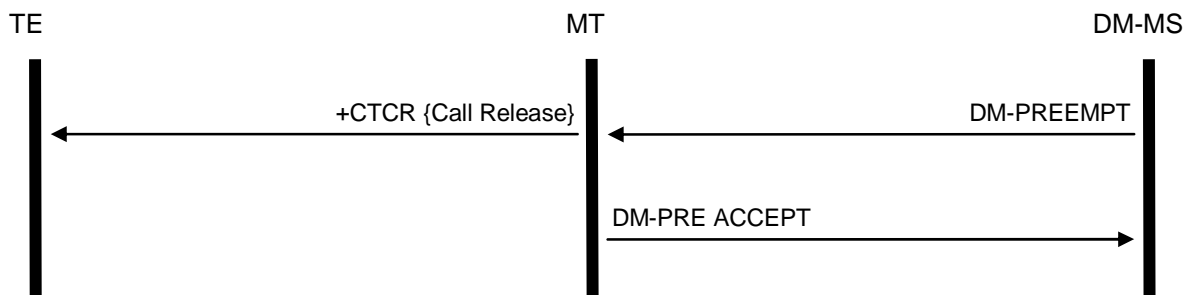 TE MT DM-MS
+CTCR {Call Release} DM-PREEMPT
DM-PRE ACCEPT